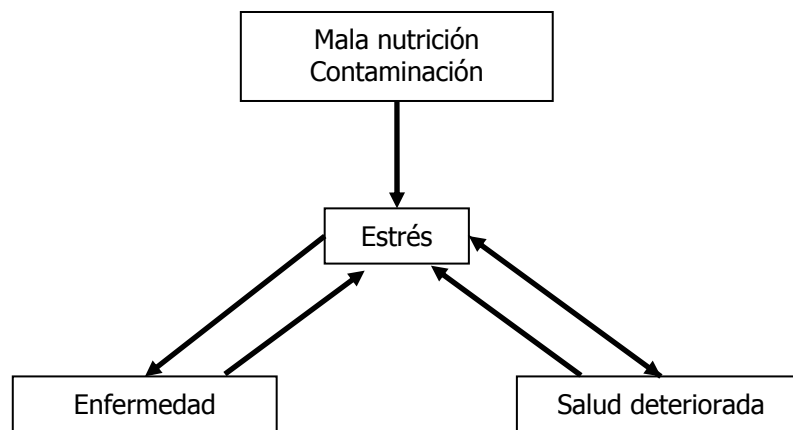 Mala nutrición
Contaminación
Estrés
Enfermedad
Salud deteriorada